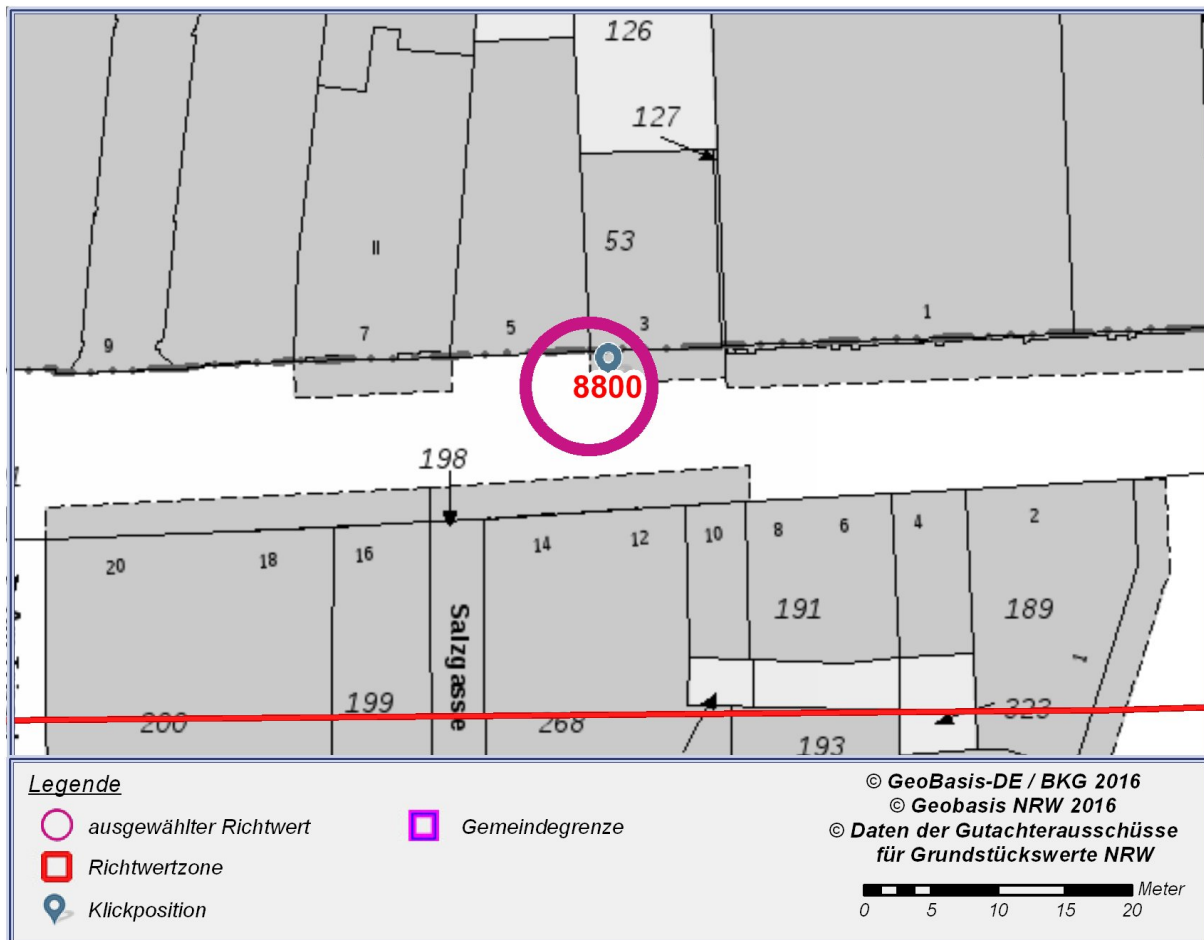 126
127
53
II
1
3
5
7
9
8800
198
20
18
16
14
12
10
8
6
4
2
191
189
1
Salzgasse
199
200
268
323
193
Legende
ausgewählter Richtwert
Gemeindegrenze
Richtwertzone
Klickposition
© GeoBasis-DE / BKG 2016
© Geobasis NRW 2016
© Daten der Gutachterausschüsse
für Grundstückswerte NRW
Meter
0 5 10 15 20